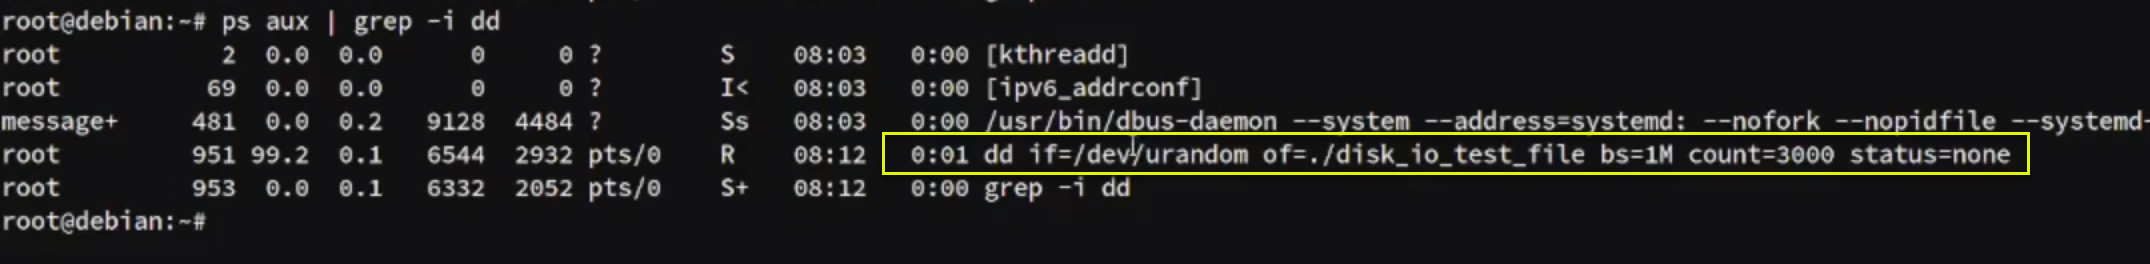 root@debian:~# ps aux | grep -i dd
root 2 0.0 0.0 0 0 ? S 08:03 0:00 [kthreadd]
root 69 0.0 0.0 0 0 ? I< 08:03 0:00 [ipv6_addrconf]
message+ 481 0.0 0.2 9128 4484 ? Ss 08:03 0:00 /usr/bin/dbus-daemon --system --address=systemd: --nofork --nopidfile --systemd-
root 951 99.2 0.1 6544 2932 pts/0 R 08:12 0:01 dd if=/dev/urandom of=./disk_io_test_file bs=1M count=3000 status=none
root 953 0.0 0.1 6332 2052 pts/0 S+ 08:12 0:00 grep -i dd
root@debian:~#